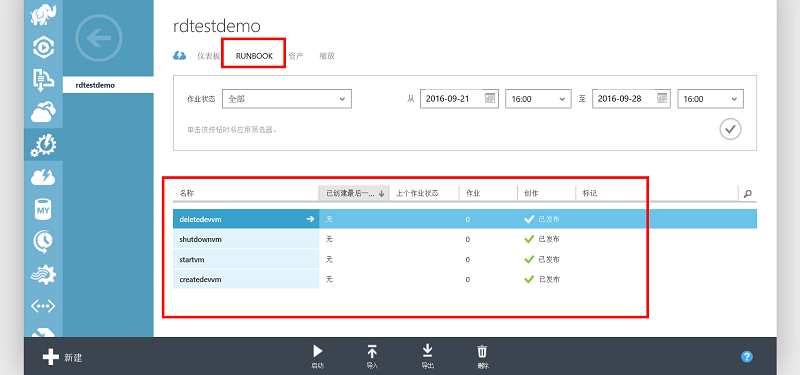 rdtestdemo
仪表板 RUNBOOK 资产 缩放
rdtestdemo
作业状态 全部 从 2016-09-21 16:00 至 2016-09-28 16:00
单击该按钮时将应用筛选器。
名称 已创建最后一... 上个作业状态 作业 创作 标记
deletedevvm 无 0 已发布
shutdownvm 无 0 已发布
startvm 无 0 已发布
MY
createdevvm 无 0 已发布
新建 启动 导入 导出 删除 ?